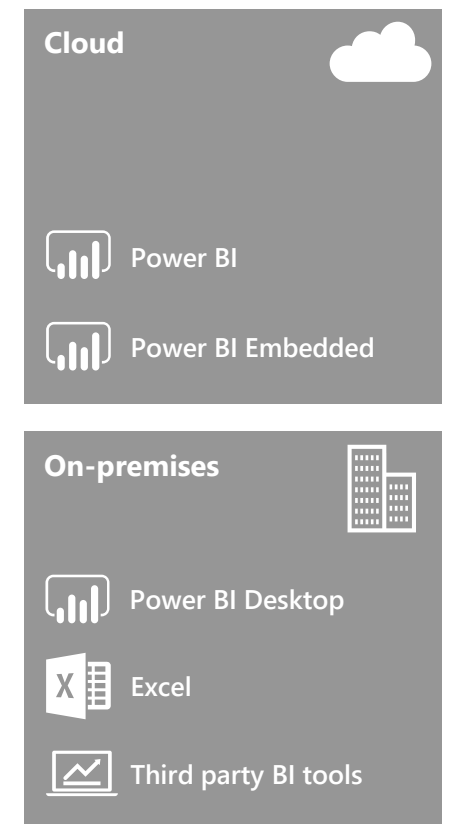 Cloud
Power BI
Power BI Embedded
On-premises
Power BI Desktop
X
Excel
Third party BI tools